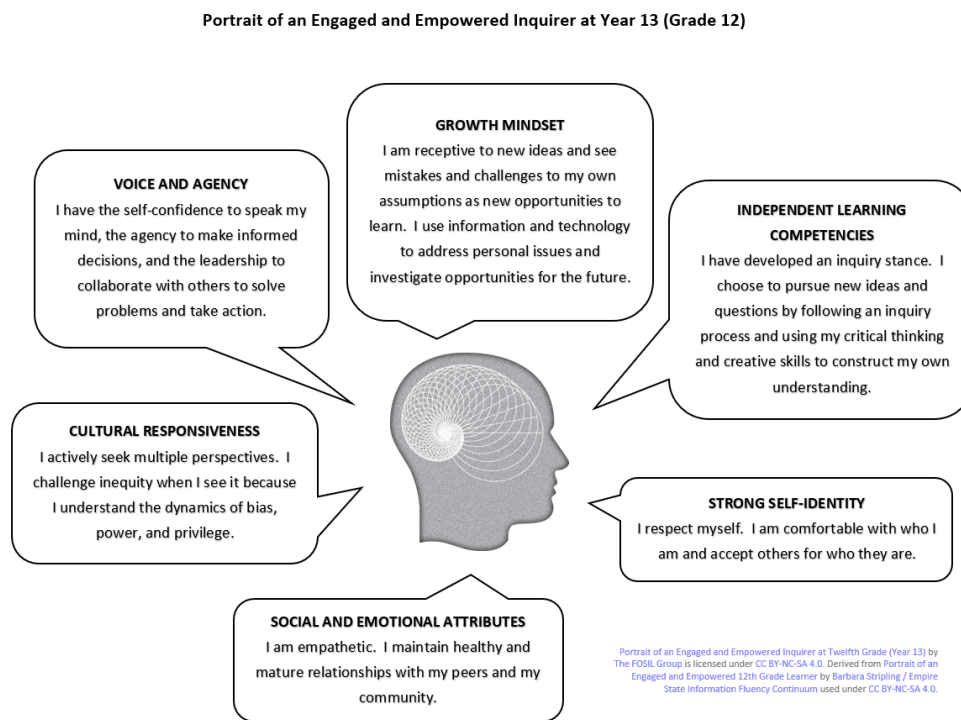 Portrait of an Engaged and Empowered Inquirer at Year 13 (Grade 12)
GROWTH MINDSET
I am receptive to new ideas and see
mistakes and challenges to my own
assumptions as new opportunities to
learn.  I use information and technology
to address personal issues and
investigate opportunities for the future.
VOICE AND AGENCY
I have the self-confidence to speak my
mind, the agency to make informed
decisions, and the leadership to
collaborate with others to solve
problems and take action.
INDEPENDENT LEARNING
COMPETENCIES
I have developed an inquiry stance.  I
choose to pursue new ideas and
questions by following an inquiry
process and using my critical thinking
and creative skills to construct my own
understanding.
CULTURAL RESPONSIVENESS
I actively seek multiple perspectives.  I
challenge inequity when I see it because
I understand the dynamics of bias,
power, and privilege.
STRONG SELF-IDENTITY
I respect myself.  I am comfortable with who I
am and accept others for who they are.
SOCIAL AND EMOTIONAL ATTRIBUTES
I am empathetic.  I maintain healthy and
mature relationships with my peers and my
community.
Portrait of an Engaged and Empowered Inquirer at Twelfth Grade (Year 13) by
The FOSIL Group is licensed under CC BY-NC-SA 4.0. Derived from Portrait of an
Engaged and Empowered 12th Grade Learner by Barbara Stripling / Empire
State Information Fluency Continuum used under CC BY-NC-SA 4.0.